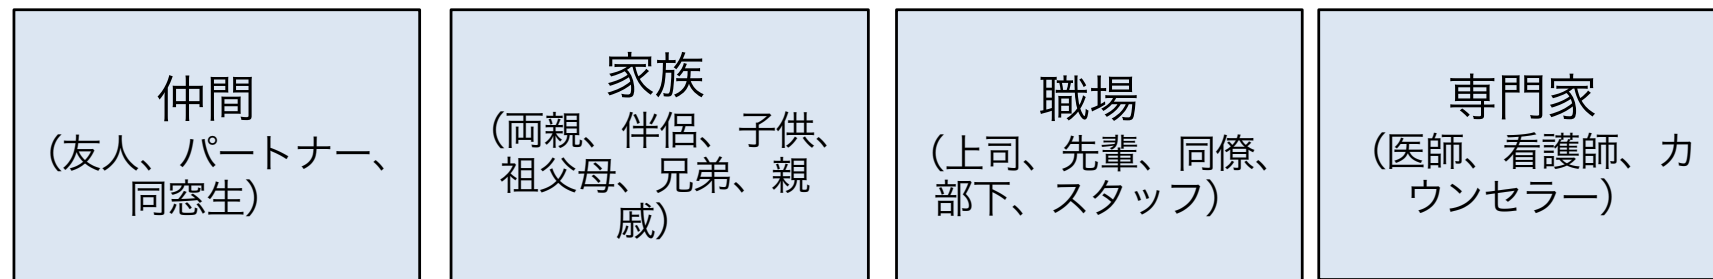 仲間
（友人、パートナー、
同窓生）
家族
（両親、伴侶、子供、
祖父母、兄弟、親
戚）
職場
（上司、先輩、同僚、
部下、スタッフ）
専門家
（医師、看護師、カ
ウンセラー）